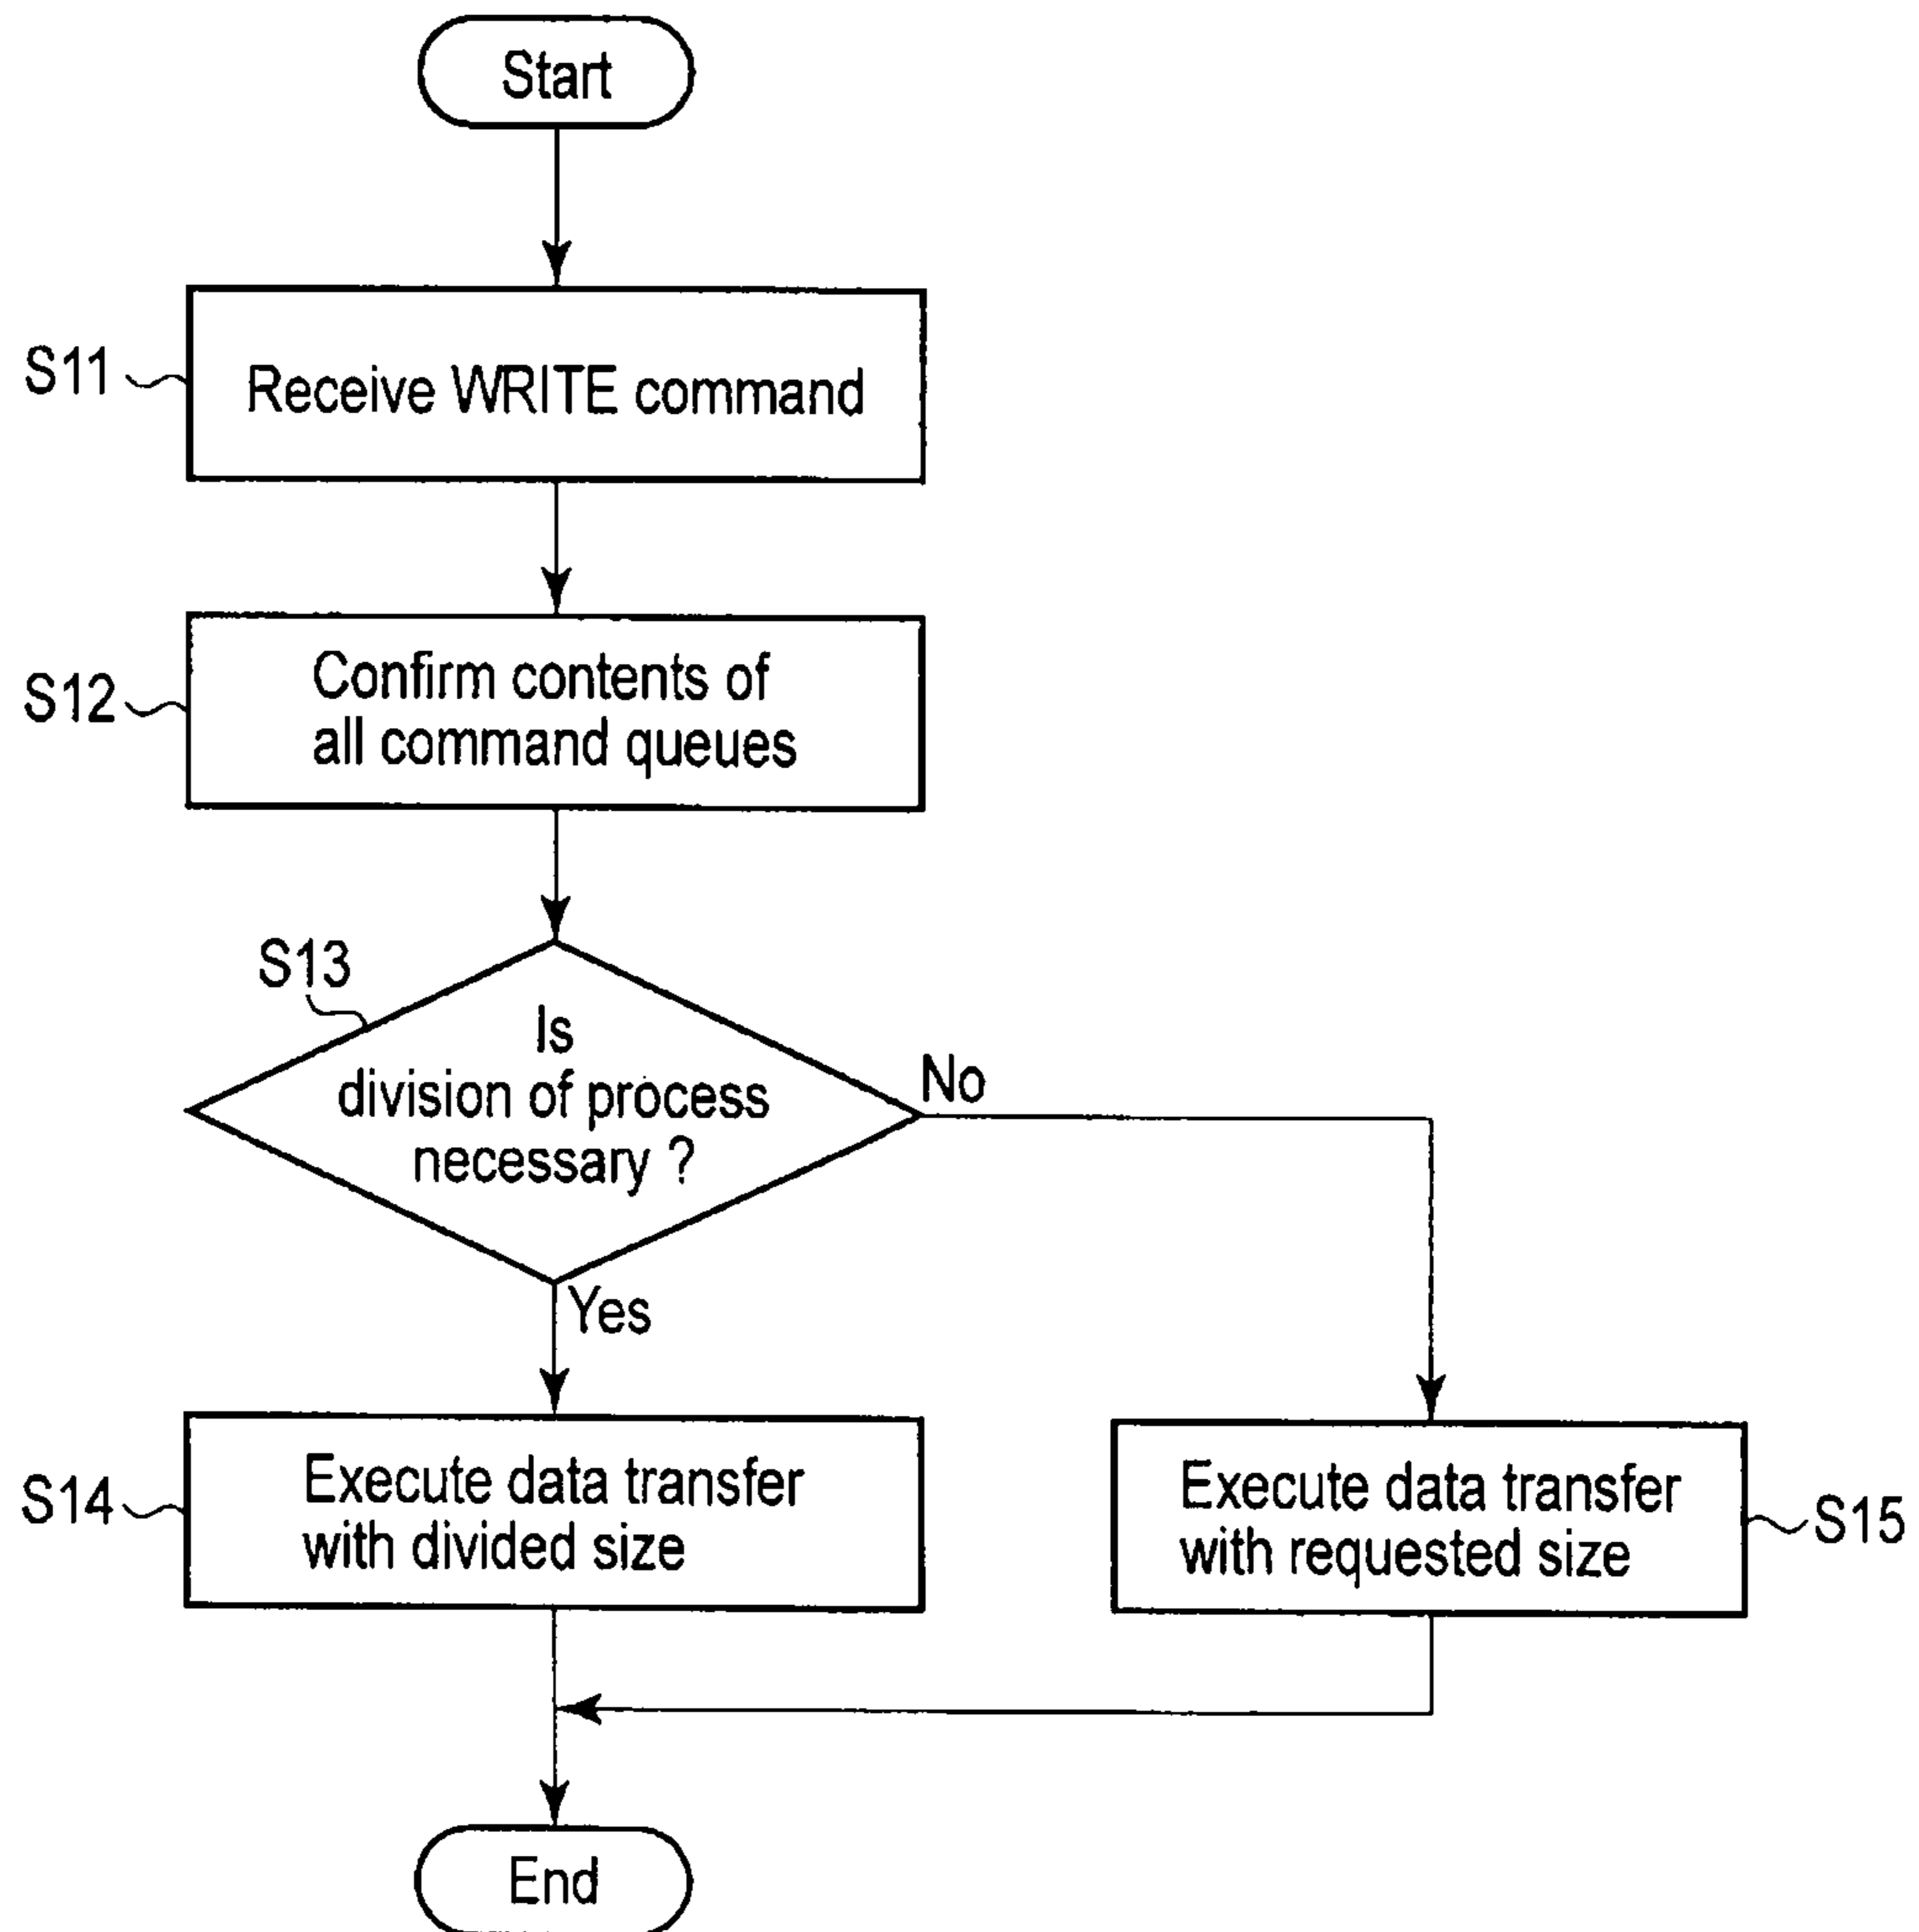 Start
S11
Receive WRITE command
S12
Confirm contents of
all command queues
S13
Is
division of process
necessary ?
No
Yes
S14
Execute data transfer
with divided size
Execute data transfer
with requested size
S15
End